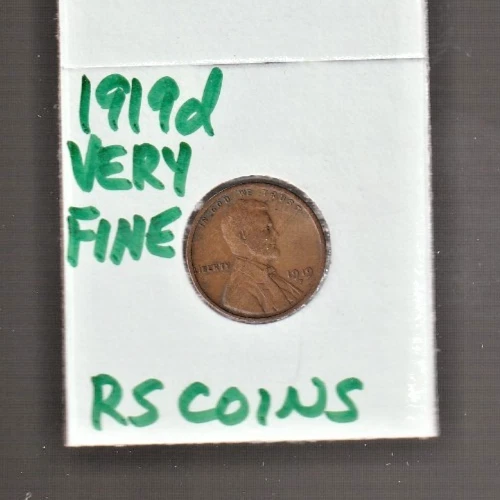 1919d
VERY
FINE
IN GOD WE TRUST
LIBERTY
1919
RS COINS